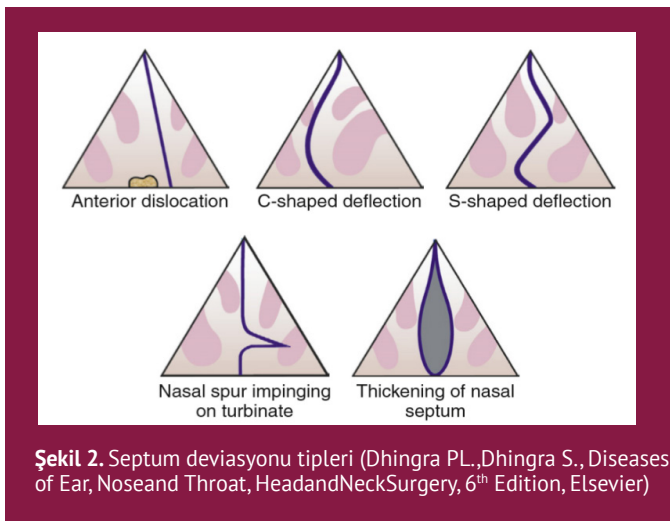 Anterior dislocation
C-shaped deflection
S-shaped deflection
Nasal spur impinging
on turbinate
Thickening of nasal
septum
Şekil 2. Septum deviasyonu tipleri (Dhingra PL.,Dhingra S., Diseases
of Ear, Noseand Throat, HeadandNeckSurgery, 6th Edition, Elsevier)